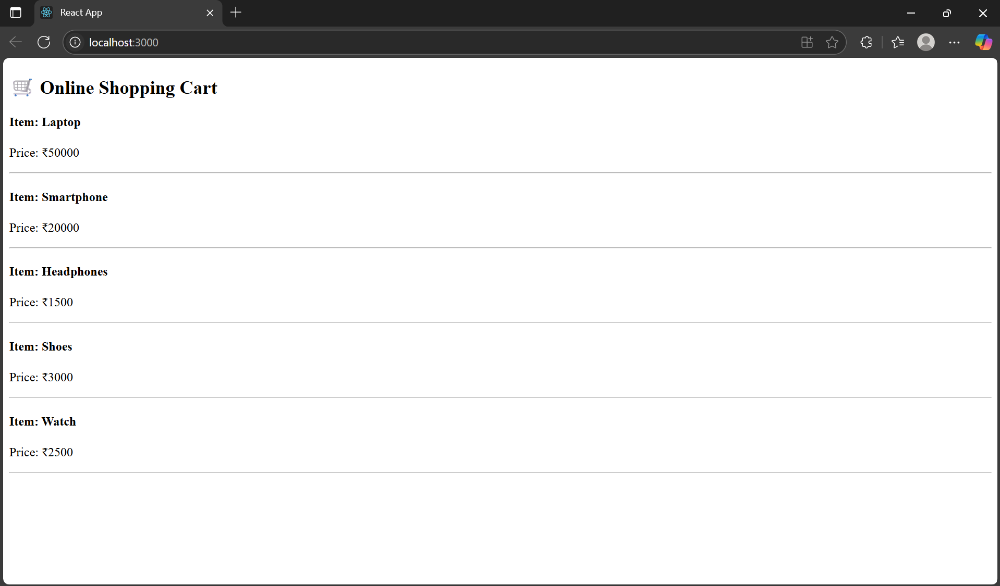 React App
localhost:3000
🛒 Online Shopping Cart
Item: Laptop
Price: ₹50000
Item: Smartphone
Price: ₹20000
Item: Headphones
Price: ₹1500
Item: Shoes
Price: ₹3000
Item: Watch
Price: ₹2500